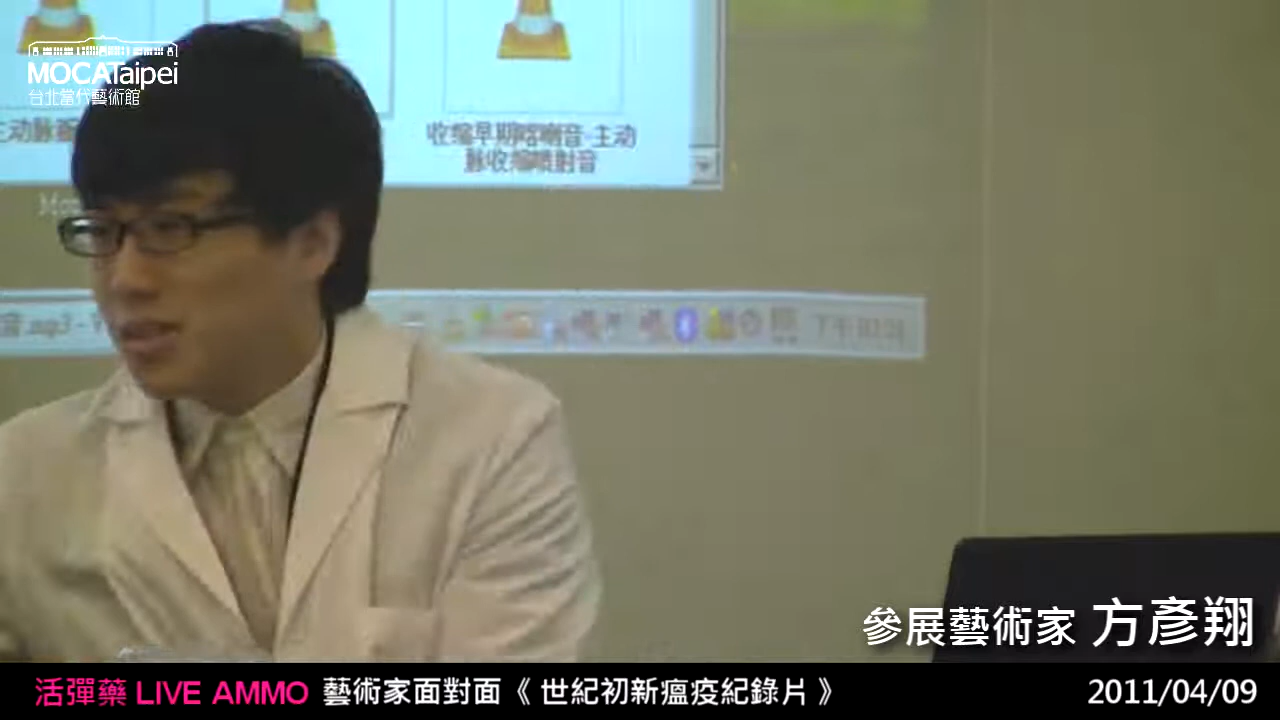 MOCATaipei
台北當代藝術館
收缩早期喀喇音-主动
脉收缩喷射音
参展藝術家 方彥翔
活彈藥 LIVE AMMO 藝術家面對面《世紀初新瘟疫紀錄片》 2011/04/09